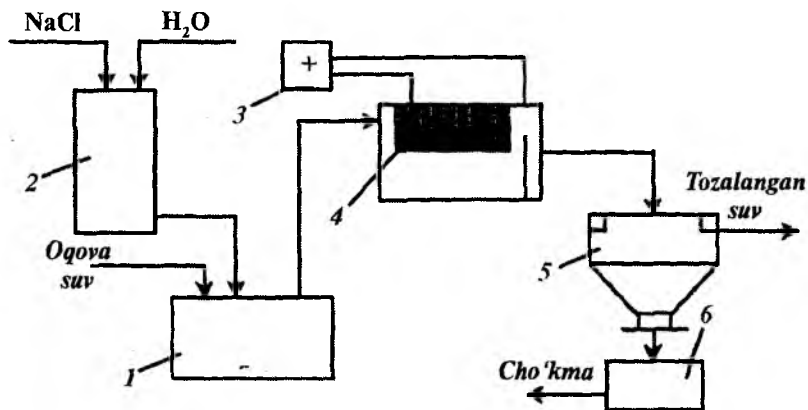 NaCl
H₂O
+
3
2
4
Tozalangan
suv
Oqova
suv
5
6
1
Cho'kma